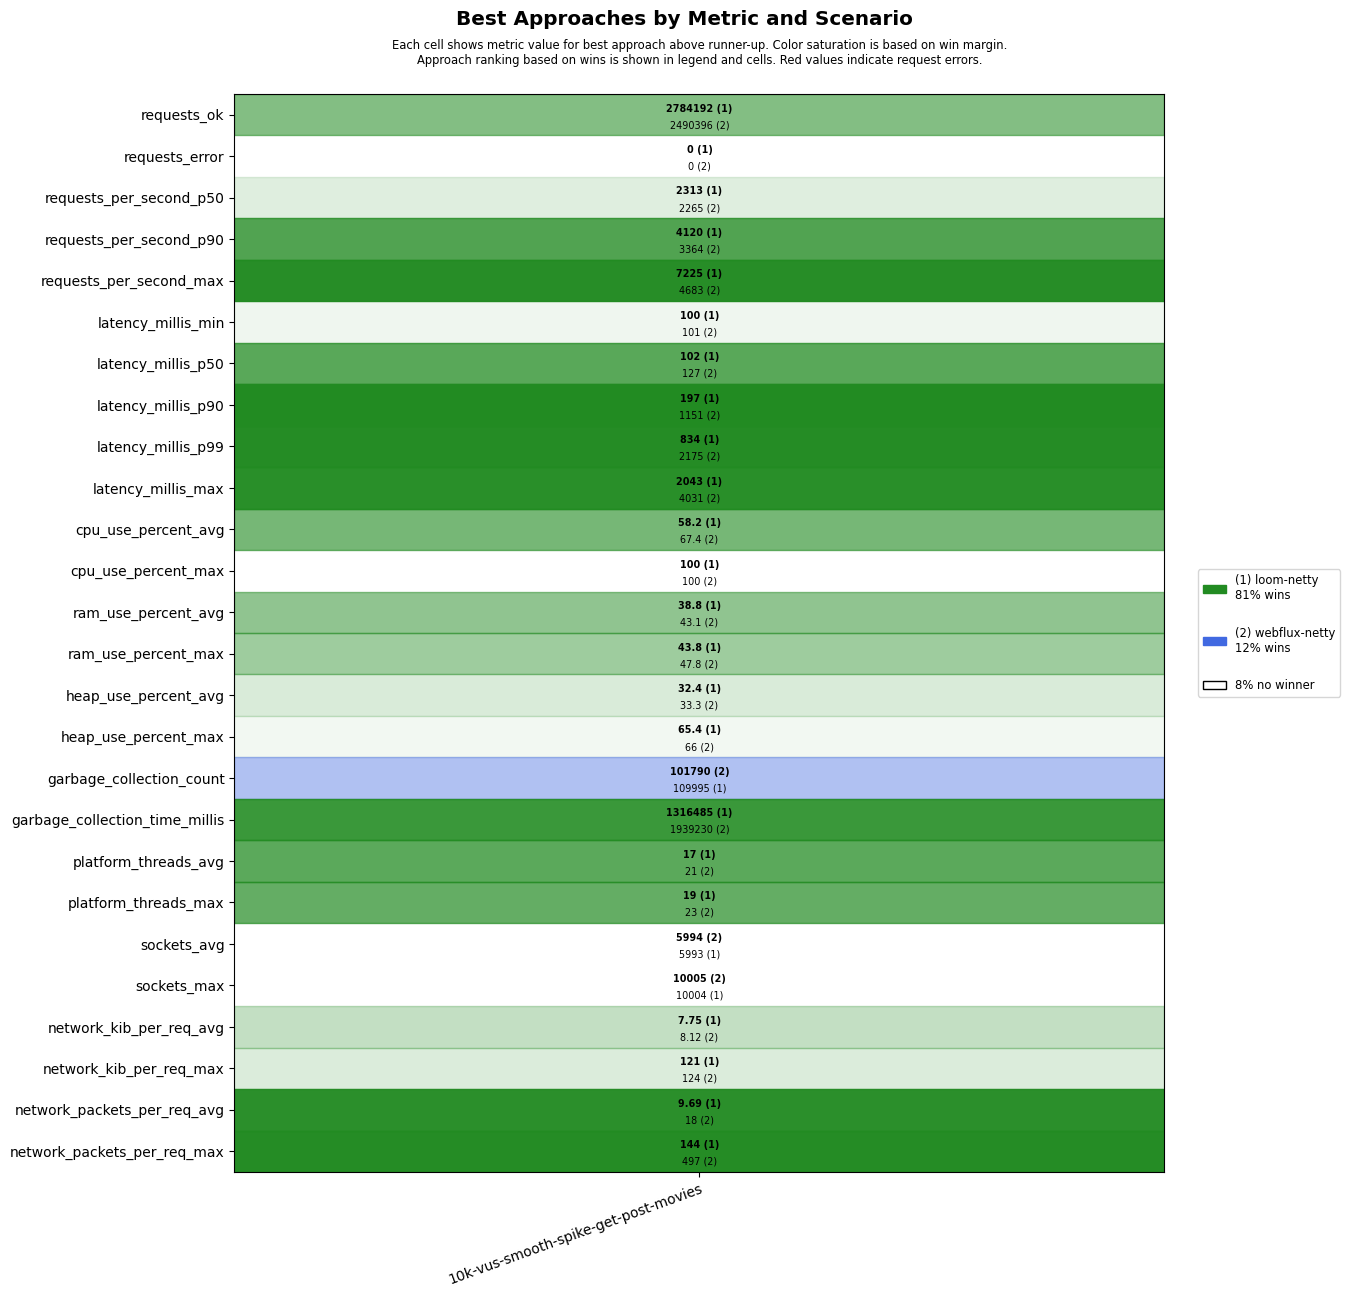 Best Approaches by Metric and Scenario
Each cell shows metric value for best approach above runner-up. Color saturation is based on win margin.
Approach ranking based on wins is shown in legend and cells. Red values indicate request errors.
requests_ok
2784192 (1)
2490396 (2)
requests_error
0 (1)
0 (2)
requests_per_second_p50
2313 (1)
2265 (2)
requests_per_second_p90
4120 (1)
3364 (2)
requests_per_second_max
7225 (1)
4683 (2)
latency_millis_min
100 (1)
101 (2)
latency_millis_p50
102 (1)
127 (2)
latency_millis_p90
197 (1)
1151 (2)
latency_millis_p99
834 (1)
2175 (2)
latency_millis_max
2043 (1)
4031 (2)
cpu_use_percent_avg
58.2 (1)
67.4 (2)
cpu_use_percent_max
100 (1)
100 (2)
ram_use_percent_avg
38.8 (1)
43.1 (2)
ram_use_percent_max
43.8 (1)
47.8 (2)
heap_use_percent_avg
32.4 (1)
33.3 (2)
heap_use_percent_max
65.4 (1)
66 (2)
garbage_collection_count
101790 (2)
109995 (1)
garbage_collection_time_millis
1316485 (1)
1939230 (2)
platform_threads_avg
17 (1)
21 (2)
platform_threads_max
19 (1)
23 (2)
sockets_avg
5994 (2)
5993 (1)
sockets_max
10005 (2)
10004 (1)
network_kib_per_req_avg
7.75 (1)
8.12 (2)
network_kib_per_req_max
121 (1)
124 (2)
network_packets_per_req_avg
9.69 (1)
18 (2)
network_packets_per_req_max
144 (1)
497 (2)
10k-vus-smooth-spike-get-post-movies
(1) loom-netty
81% wins
(2) webflux-netty
12% wins
8% no winner